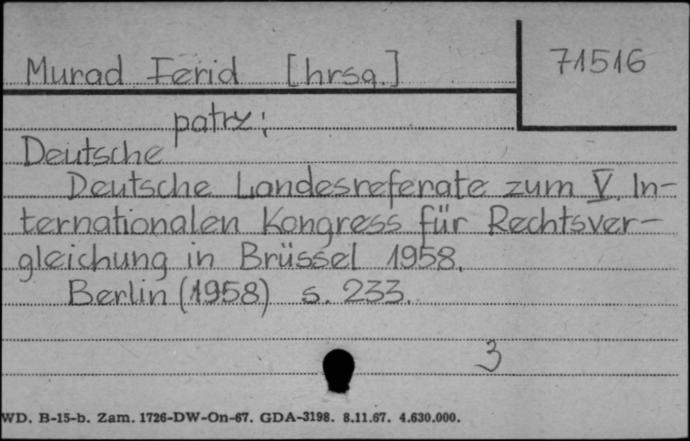 Murad Ferid [hrsg.]
71516
patrz:
Deutsche
Deutsche Landesreferate zum V. In-
ternationalen Kongress für Rechtsver-
gleichung in Brüssel 1958.
Berlin (1958) s. 233.
3
WD. B-15-b. Zam. 1726-DW-On-67. GDA-3198. 8.11.67. 4.630.000.